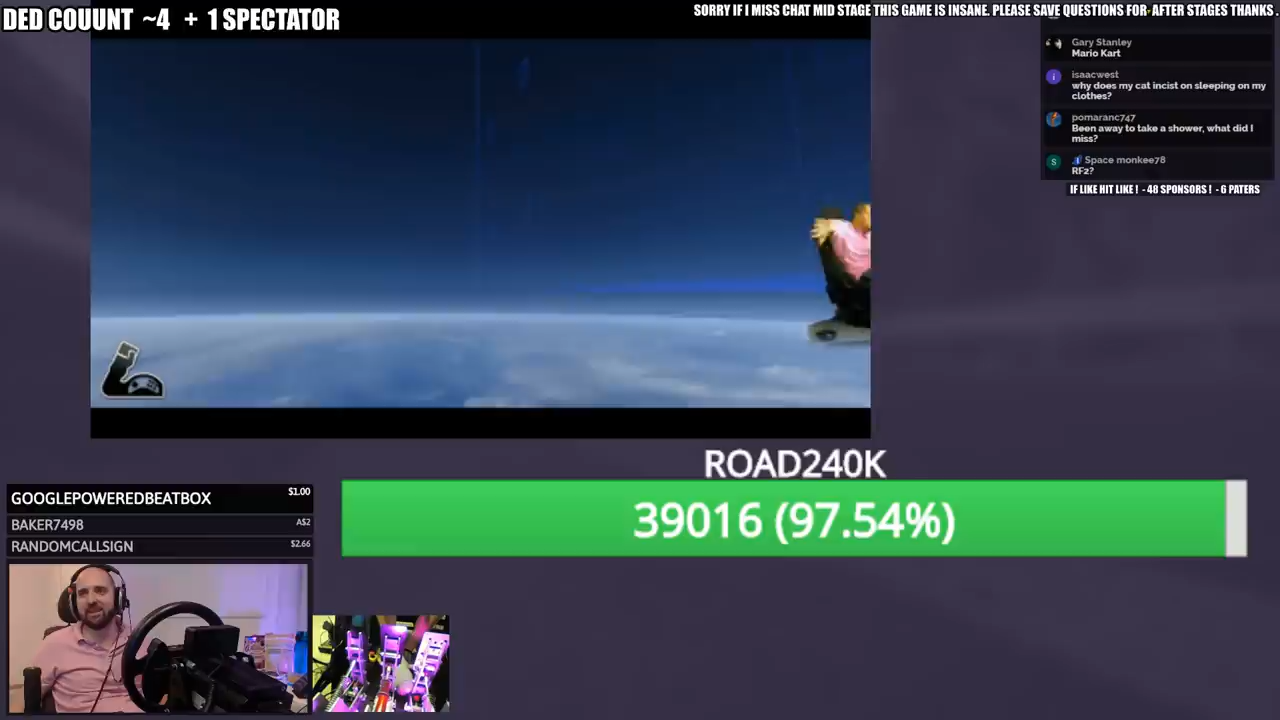 DED COUUNT ~4 + 1 SPECTATOR
SORRY IF I MISS CHAT MID STAGE THIS GAME IS INSANE. PLEASE SAVE QUESTIONS FOR AFTER STAGES THANKS .
Gary Stanley
Mario Kart
isaacwest
why does my cat incist on sleeping on my
clothes?
pomaranc747
Been away to take a shower, what did I
miss?
Space monkee78
RF2?
IF LIKE HIT LIKE ! - 48 SPONSORS ! - 6 PATERS
ROAD240K
39016 (97.54%)
GOOGLEPOWEREDBEATBOX $1.00
BAKER7498 A$2
RANDOMCALLSIGN $2.66